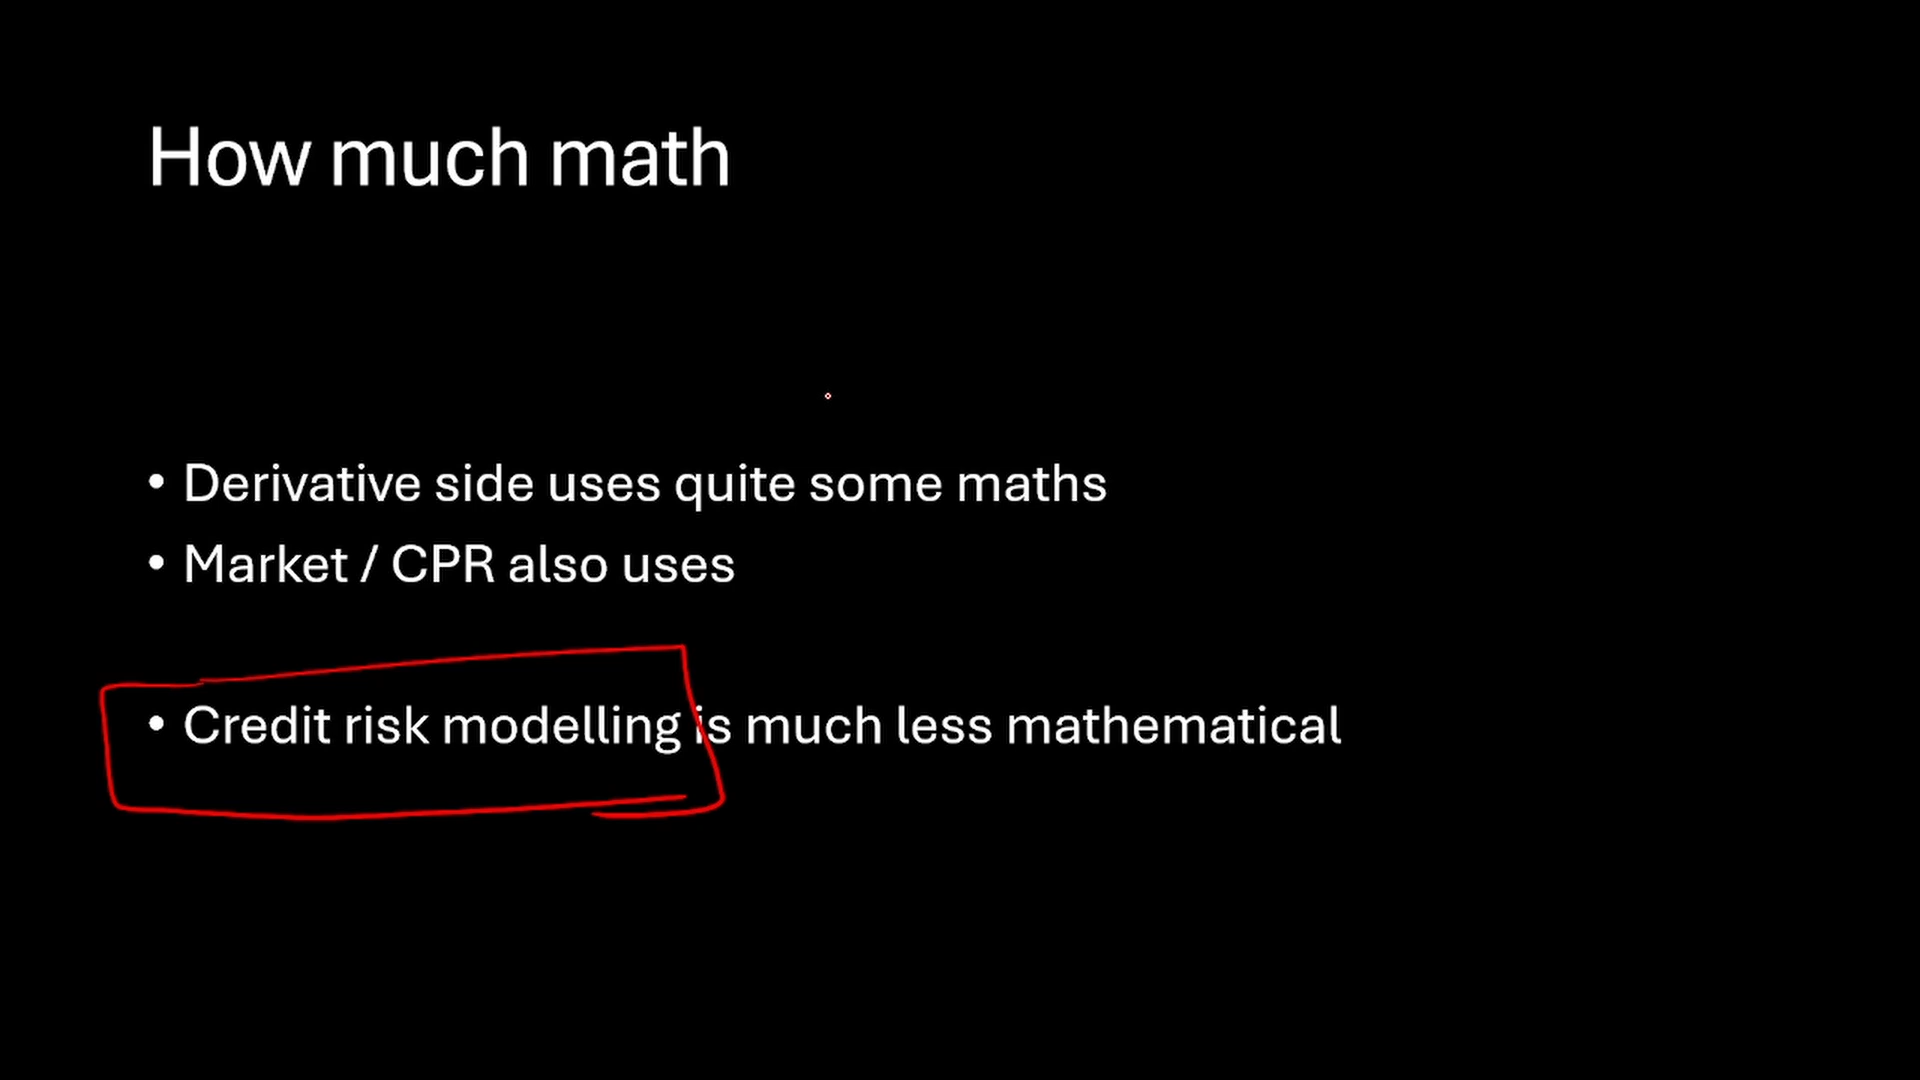 How much math
• Derivative side uses quite some maths
• Market / CPR also uses
• Credit risk modelling is much less mathematical